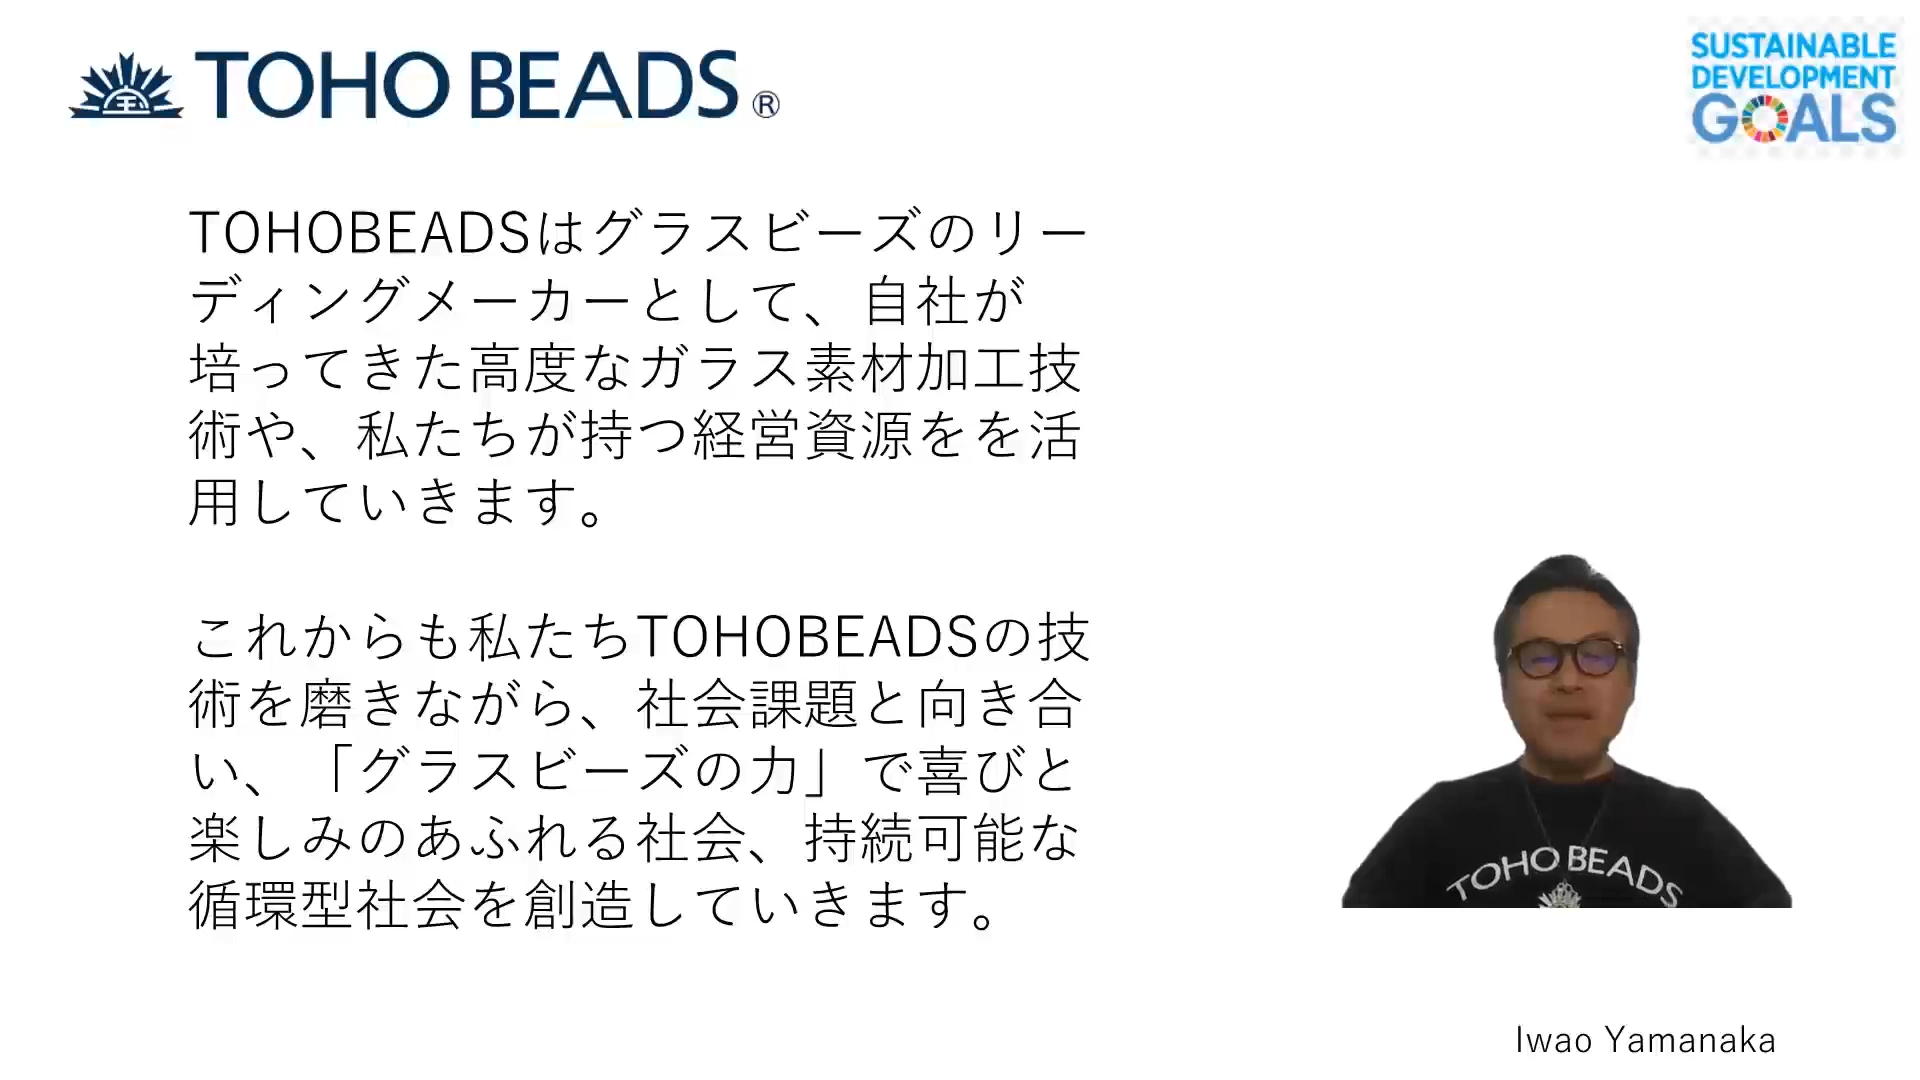 TOHO BEADS®
SUSTAINABLE
DEVELOPMENT
GOALS
TOHOBEADSはグラスビーズのリー
ディングメーカーとして、自社が
培ってきた高度なガラス素材加工技
術や、私たちが持つ経営資源をを活
用していきます。
これからも私たちTOHOBEADSの技
術を磨きながら、社会課題と向き合
い、「グラスビーズの力」で喜びと
楽しみのあふれる社会、持続可能な
循環型社会を創造していきます。
TOHO BEADS
Iwao Yamanaka